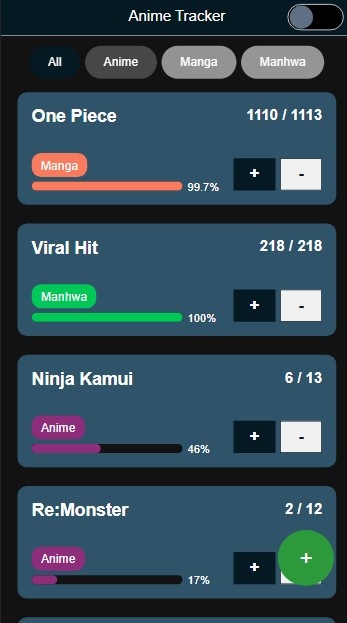 Anime Tracker
All Anime Manga Manhwa
One Piece 1110 / 1113
Manga
99.7% + -
Viral Hit 218 / 218
Manhwa
100% + -
Ninja Kamui 6 / 13
Anime
46% + -
Re:Monster 2 / 12
Anime
17% + +